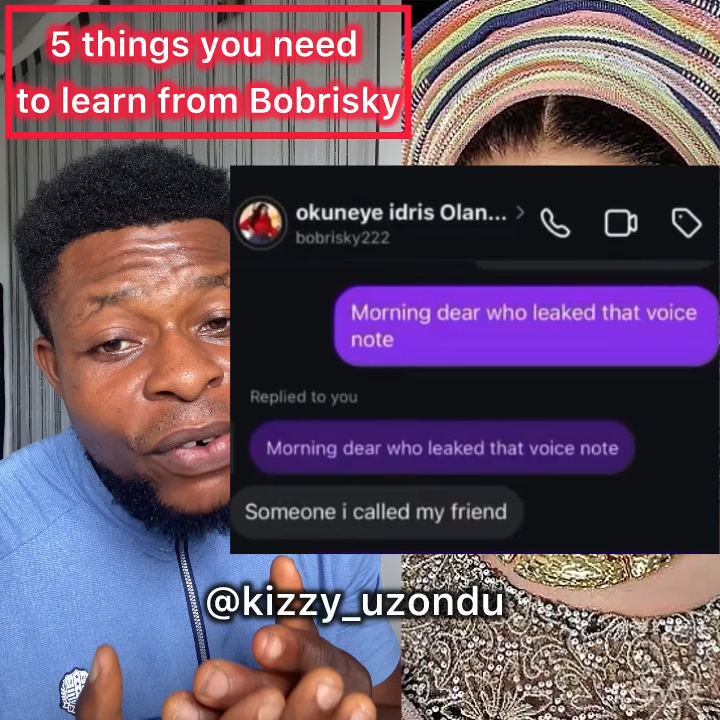 5 things you need
to learn from Bobrisky
okuneye idris Olan...
bobrisky222
Morning dear who leaked that voice
note
Replied to you
Morning dear who leaked that voice note
Someone i called my friend
@kizzy_uzondu